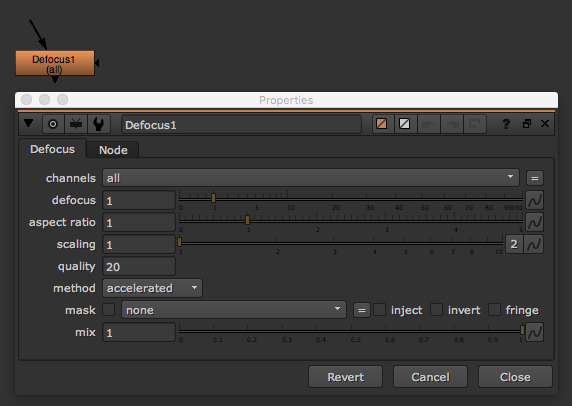 Defocus1
(all)
Properties
Defocus1
?
Defocus Node
channels all =
defocus 1
0 1 5 10 20 30 40 50 60 70 80 90100
aspect ratio 1
0 1 2 3 4 5
scaling 1 2
1 2 3 4 5 6 7 8 9 10
quality 20
method accelerated
mask none = inject invert fringe
mix 1
0 0.1 0.2 0.3 0.4 0.5 0.6 0.7 0.8 0.9 1
Revert Cancel Close